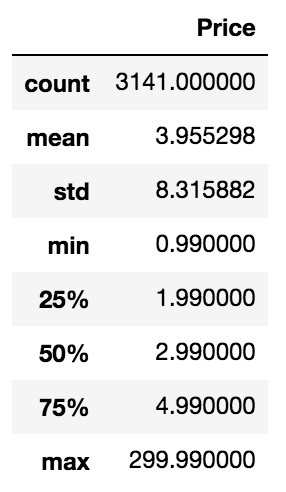 Price
count 3141.000000
mean 3.955298
std 8.315882
min 0.990000
25% 1.990000
50% 2.990000
75% 4.990000
max 299.990000